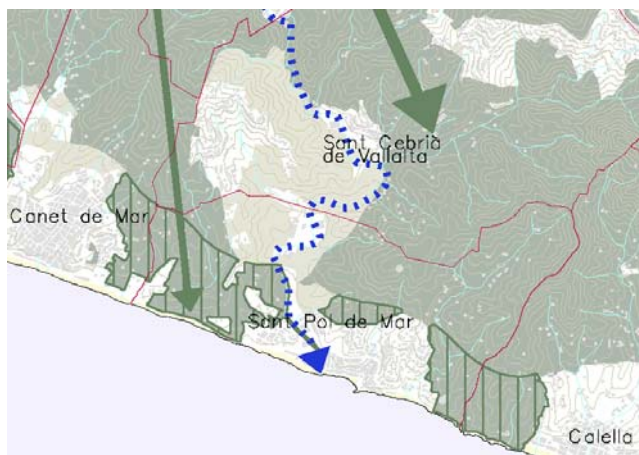 Sant Cebrià
de Vallalta
Canet de Mar
Sant Pol de Mar
Calella